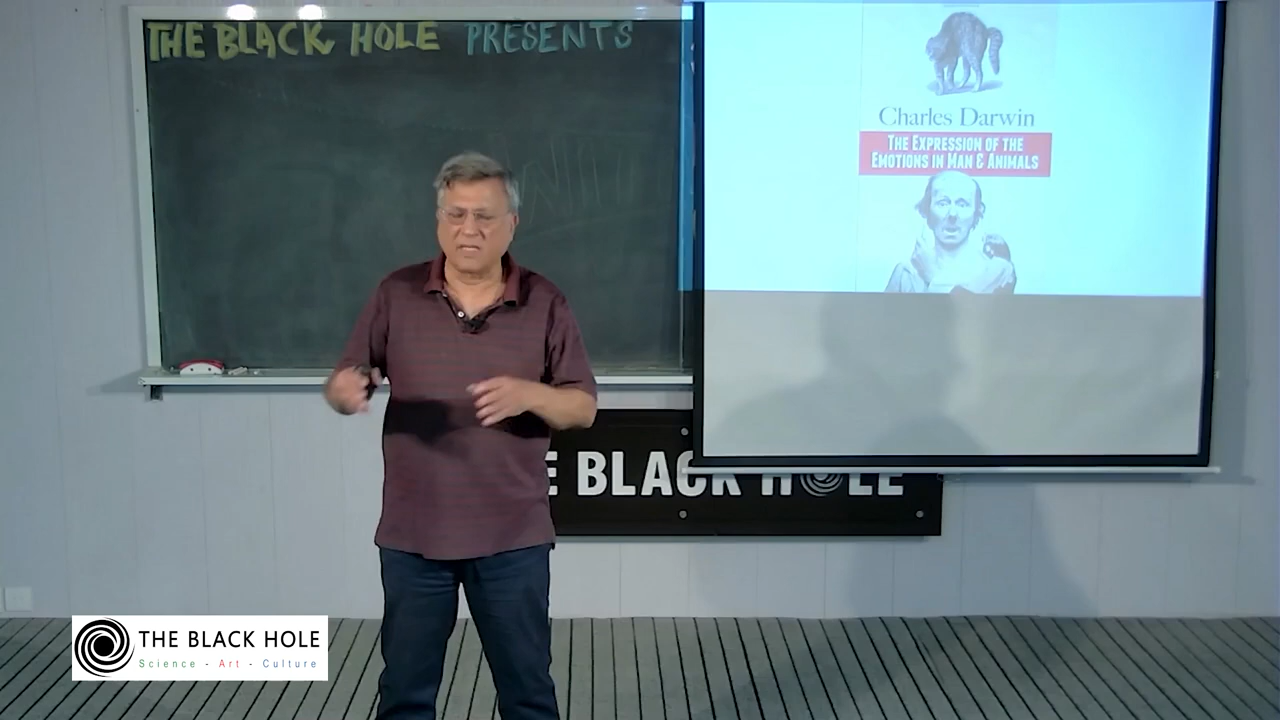 THE BLACK HOLE PRESENTS
Charles Darwin
THE EXPRESSION OF THE
EMOTIONS IN MAN & ANIMALS
E BLACK HOLE
THE BLACK HOLE
Science - Art - Culture